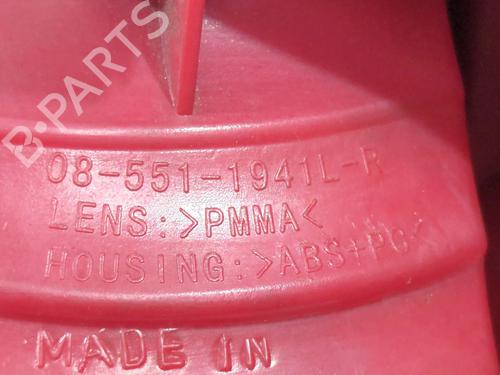 B-PARTS
08-551-1941L-R
LENS:>PMMA<
HOUSING:>ABS+PC<
MADE IN